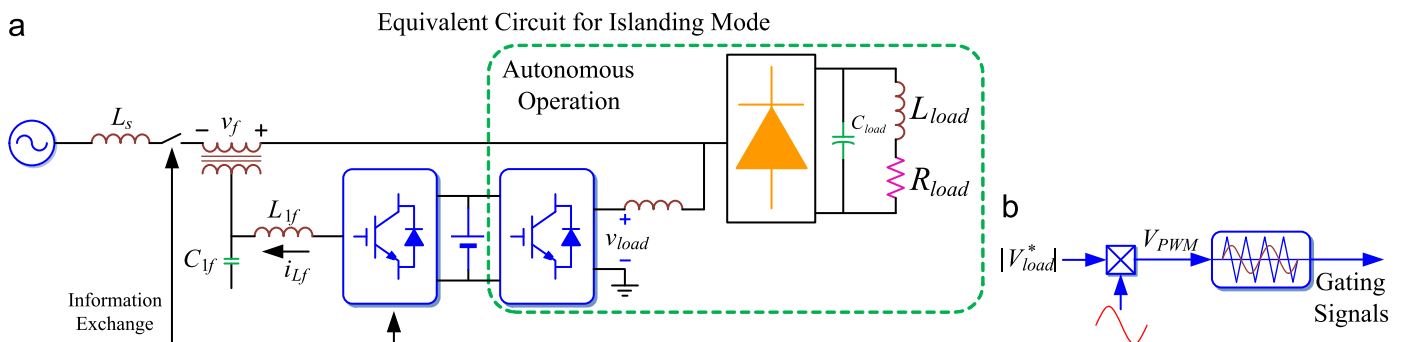 a
Equivalent Circuit for Islanding Mode
Autonomous
Operation
L_s
− v_f +
C_load
L_load
R_load
L_1f
C_1f
i_Lf
+
v_load
−
Information
Exchange
b
|V*_load|
V_PWM
Gating
Signals